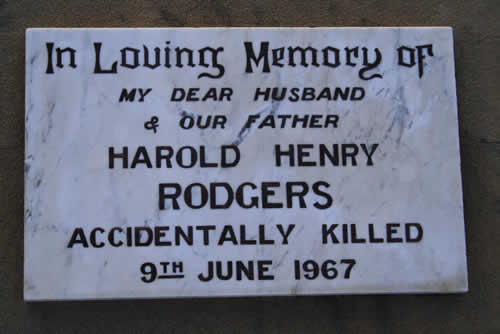 In Loving Memory of
MY DEAR HUSBAND
& OUR FATHER
HAROLD HENRY
RODGERS
ACCIDENTALLY KILLED
9TH JUNE 1967